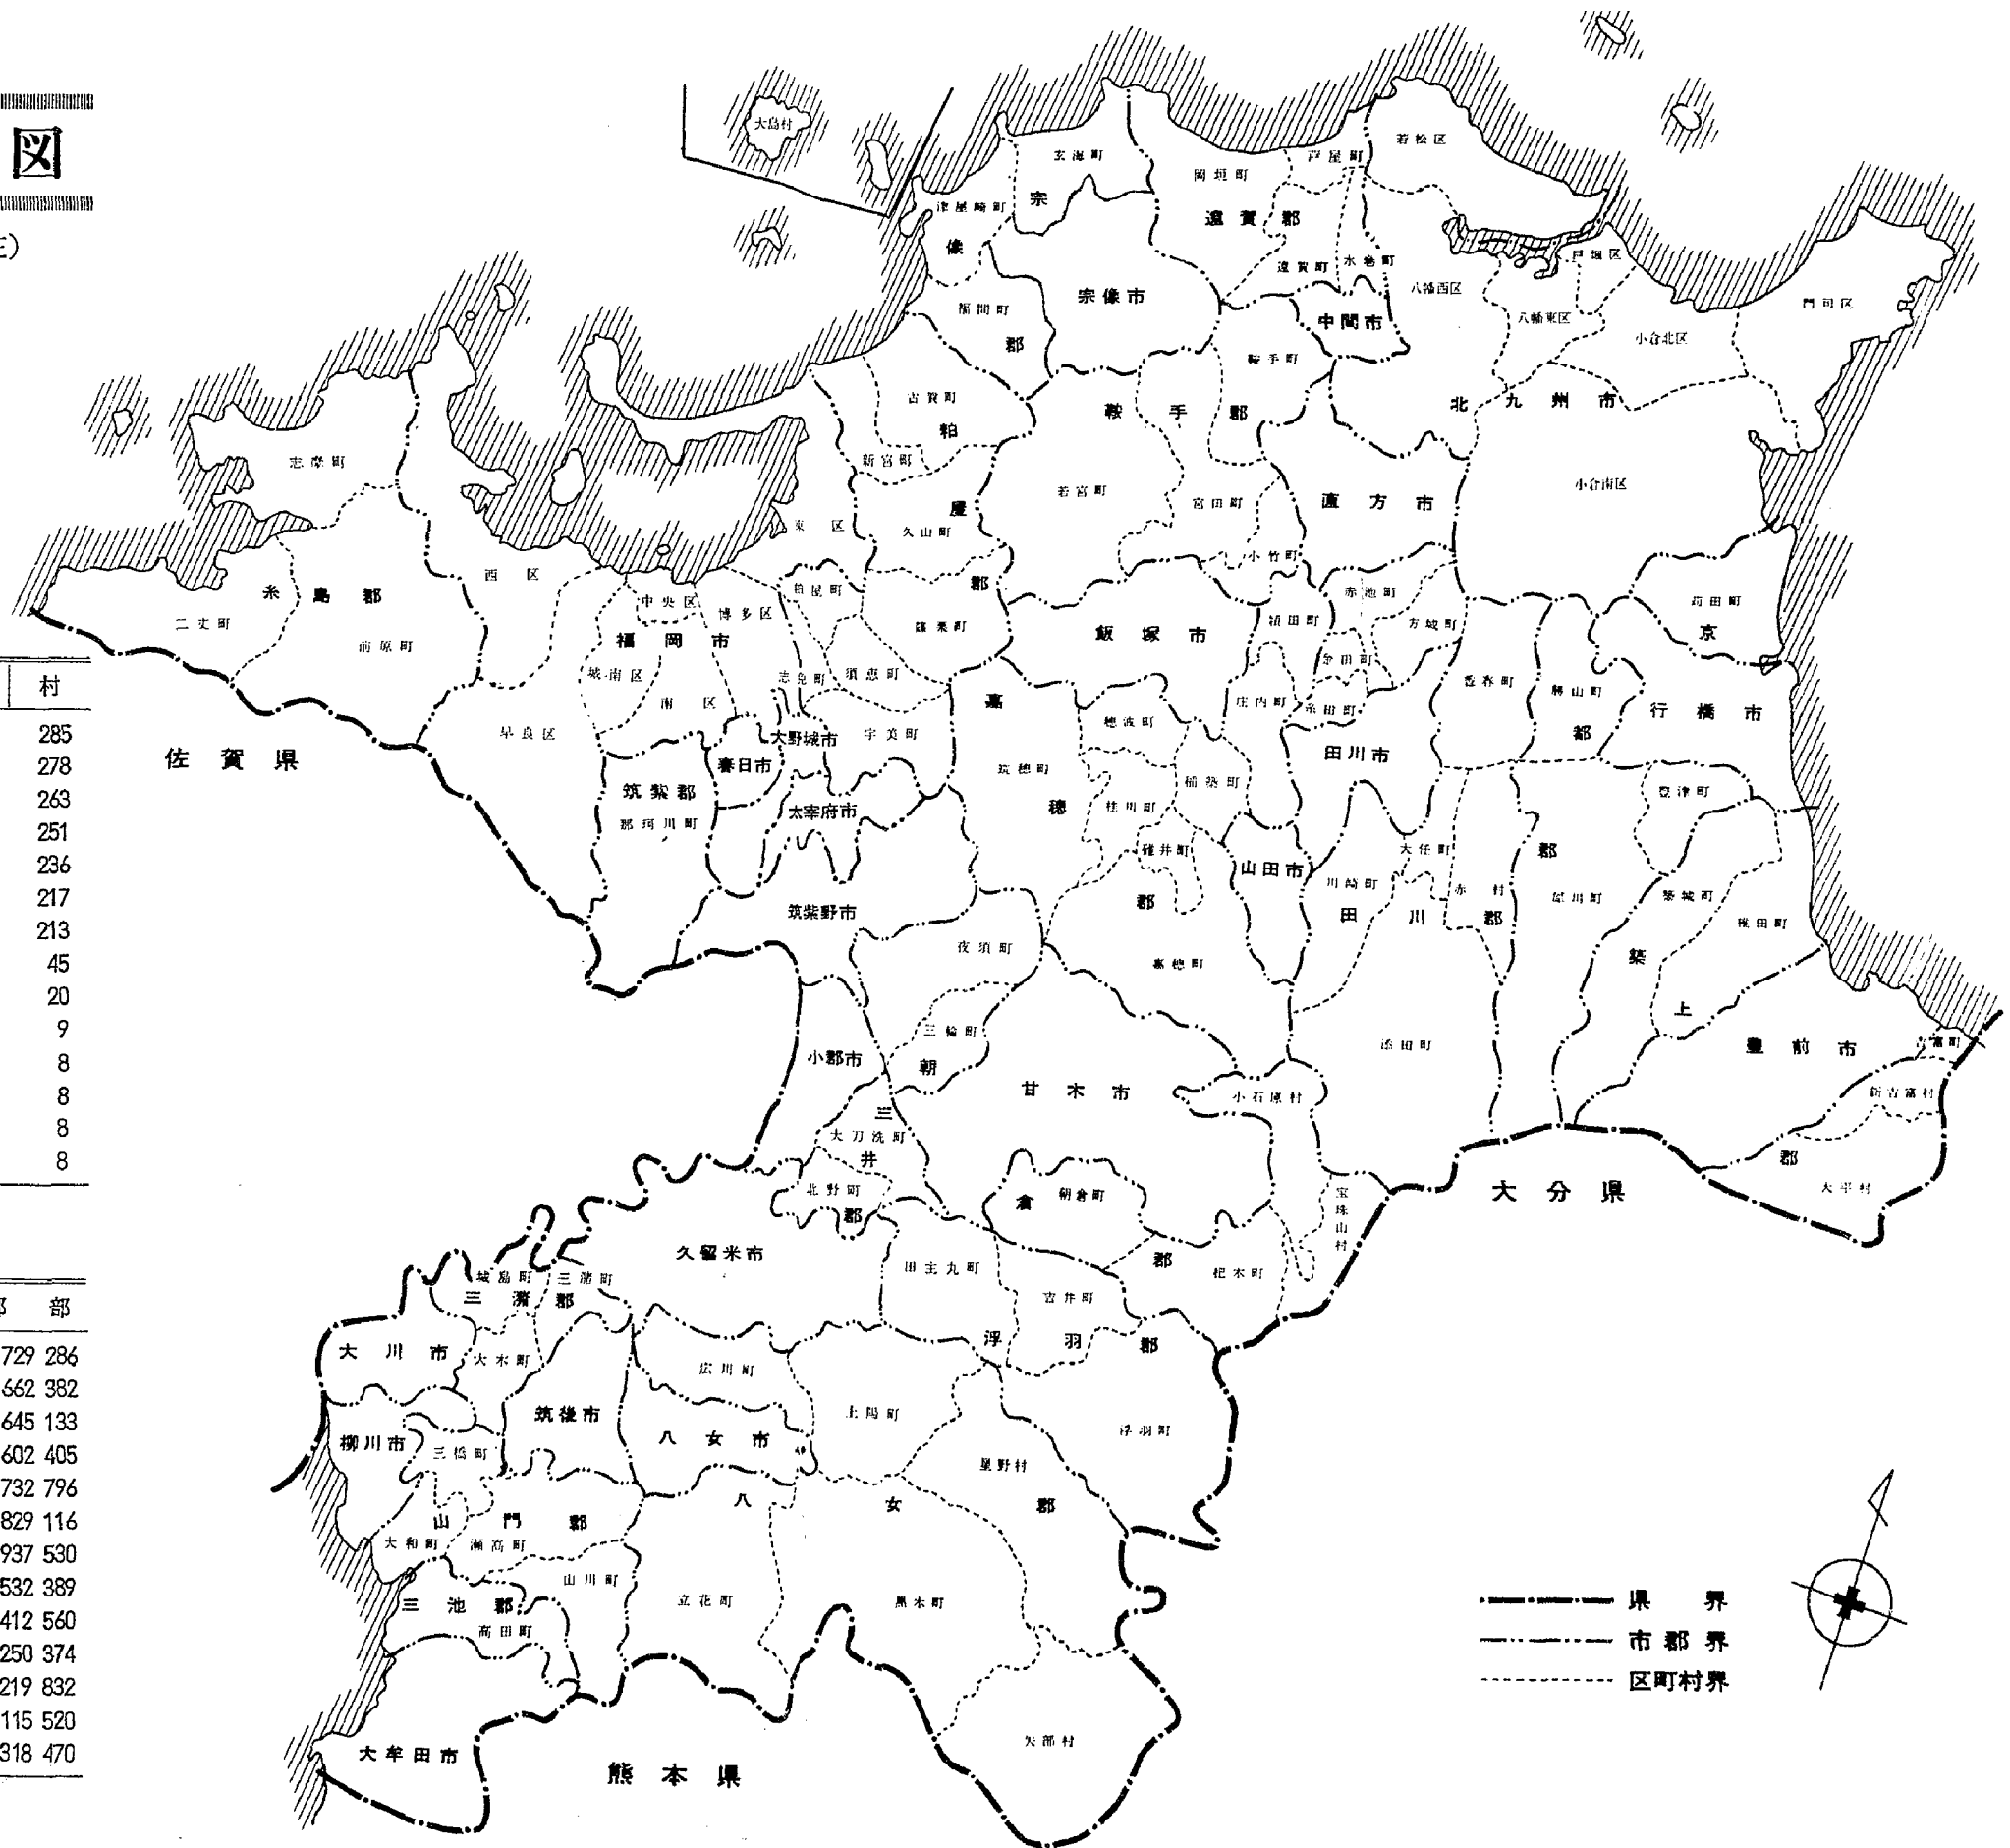 図
村
285
278
263
251
236
217
213
45
20
9
8
8
8
8
部
729 286
662 382
645 133
602 405
732 796
829 116
937 530
532 389
412 560
250 374
219 832
115 520
318 470
大島村
玄海町
津屋崎町
宗像郡
福間町
宗像市
岡垣町
芦屋町
遠賀郡
遠賀町
水巻町
中間市
若松区
八幡西区
戸畑区
八幡東区
小倉北区
門司区
北九州市
小倉南区
鞍手町
鞍手郡
若宮町
宮田町
小竹町
直方市
古賀町
粕屋郡
新宮町
久山町
篠栗町
粕屋町
須恵町
志免町
宇美町
志摩町
糸島郡
二丈町
前原町
西区
東区
中央区
博多区
福岡市
城南区
南区
早良区
佐賀県
筑紫郡
那珂川町
春日市
大野城市
太宰府市
筑紫野市
飯塚市
嘉穂郡
穂波町
筑穂町
桂川町
稲築町
碓井町
嘉穂町
頴田町
庄内町
山田市
赤池町
方城町
金田町
糸田町
田川市
香春町
川崎町
大任町
赤村
田川郡
添田町
苅田町
京都郡
勝山町
行橋市
豊津町
犀川町
築城町
椎田町
築上郡
豊前市
吉富町
新吉富村
大平村
大分県
夜須町
三輪町
朝倉郡
小郡市
甘木市
小石原村
宝珠山村
朝倉町
杷木町
三井郡
大刀洗町
北野町
久留米市
田主丸町
吉井町
浮羽郡
浮羽町
城島町
三潴町
三潴郡
大木町
大川市
筑後市
広川町
八女市
上陽町
星野村
八女郡
立花町
黒木町
矢部村
柳川市
三橋町
山門郡
大和町
瀬高町
山川町
三池郡
高田町
大牟田市
熊本県
県界
市郡界
区町村界